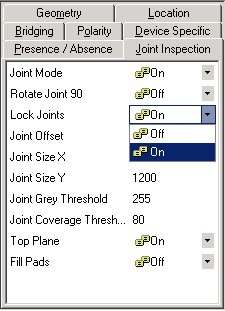 Geometry Location
Bridging Polarity Device Specific
Presence / Absence Joint Inspection
Joint Mode On
Rotate Joint 90 Off
Lock Joints On
Joint Offset Off
Joint Size X On
Joint Size Y 1200
Joint Grey Threshold 255
Joint Coverage Thresh... 80
Top Plane On
Fill Pads Off